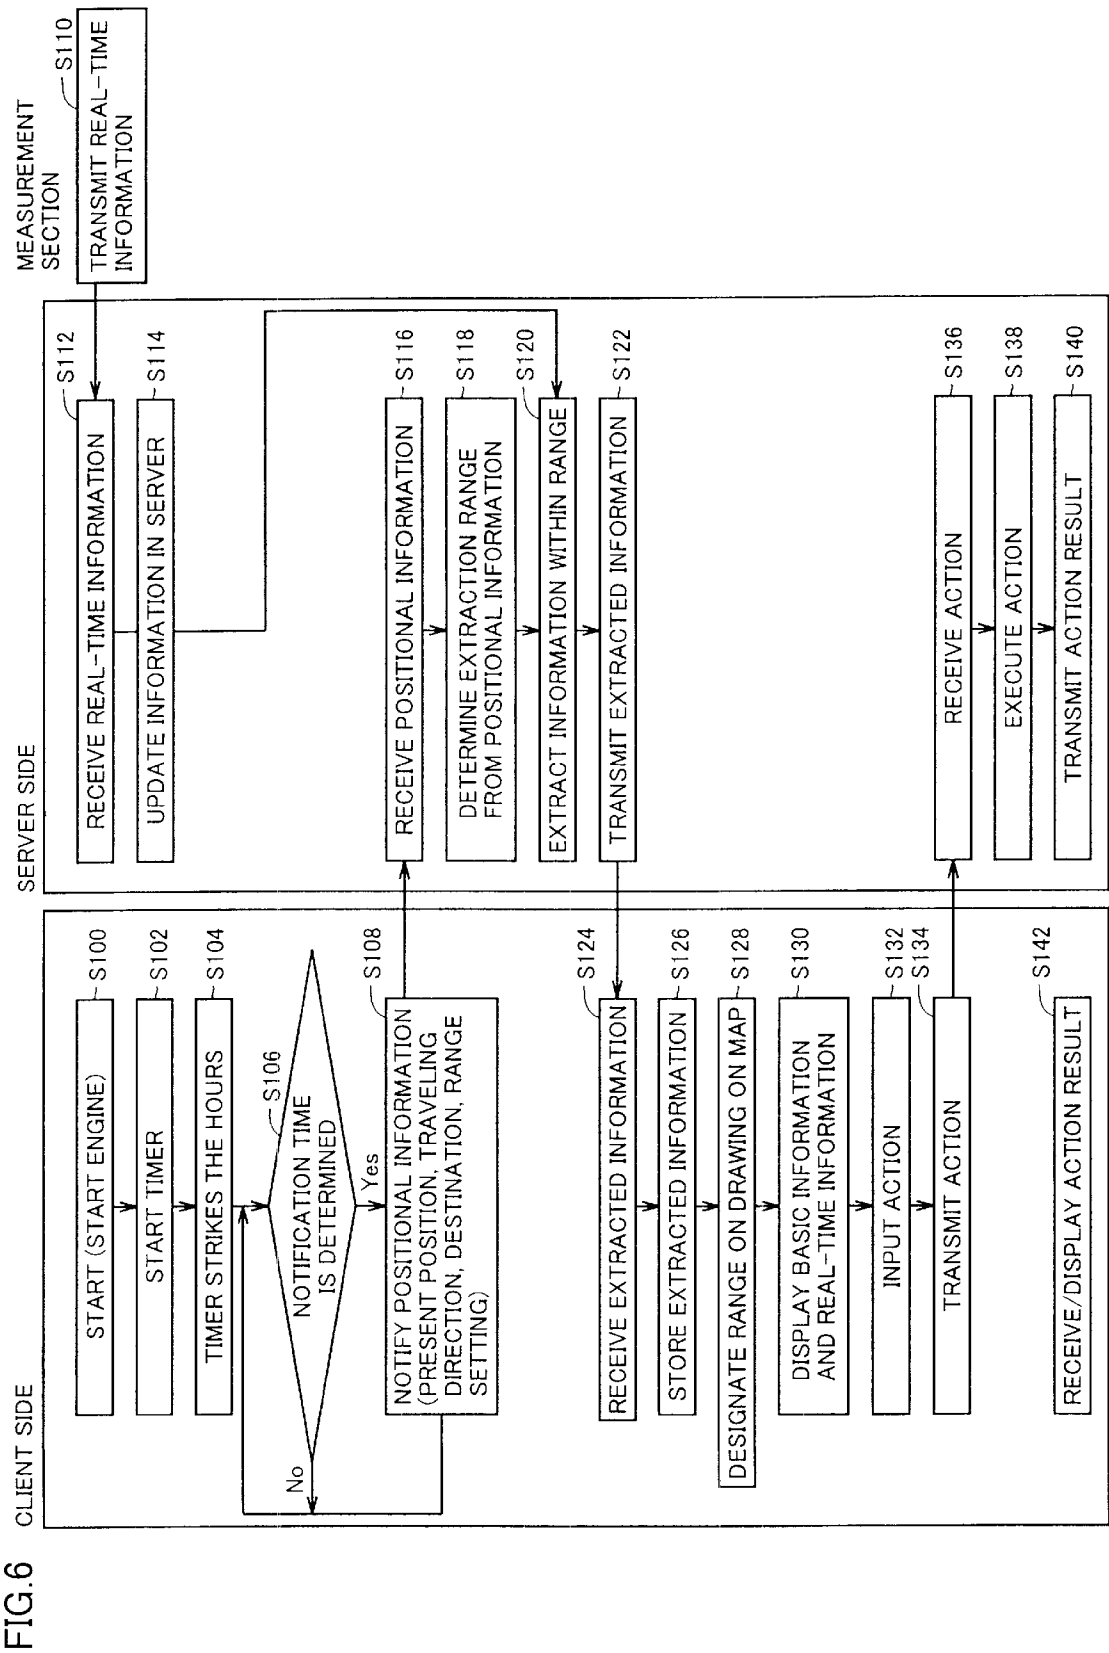 FIG.6
CLIENT SIDE
START (START ENGINE)
S100
START TIMER
S102
TIMER STRIKES THE HOURS
S104
NOTIFICATION TIME
IS DETERMINED
S106
No
Yes
NOTIFY POSITIONAL INFORMATION
(PRESENT POSITION, TRAVELING
DIRECTION, DESTINATION, RANGE
SETTING)
S108
RECEIVE EXTRACTED INFORMATION
S124
STORE EXTRACTED INFORMATION
S126
DESIGNATE RANGE ON DRAWING ON MAP
S128
DISPLAY BASIC INFORMATION
AND REAL-TIME INFORMATION
S130
INPUT ACTION
S132
TRANSMIT ACTION
S134
RECEIVE/DISPLAY ACTION RESULT
S142
SERVER SIDE
RECEIVE REAL-TIME INFORMATION
S112
UPDATE INFORMATION IN SERVER
S114
RECEIVE POSITIONAL INFORMATION
S116
DETERMINE EXTRACTION RANGE
FROM POSITIONAL INFORMATION
S118
EXTRACT INFORMATION WITHIN RANGE
S120
TRANSMIT EXTRACTED INFORMATION
S122
RECEIVE ACTION
S136
EXECUTE ACTION
S138
TRANSMIT ACTION RESULT
S140
MEASUREMENT
SECTION
TRANSMIT REAL-TIME
INFORMATION
S110